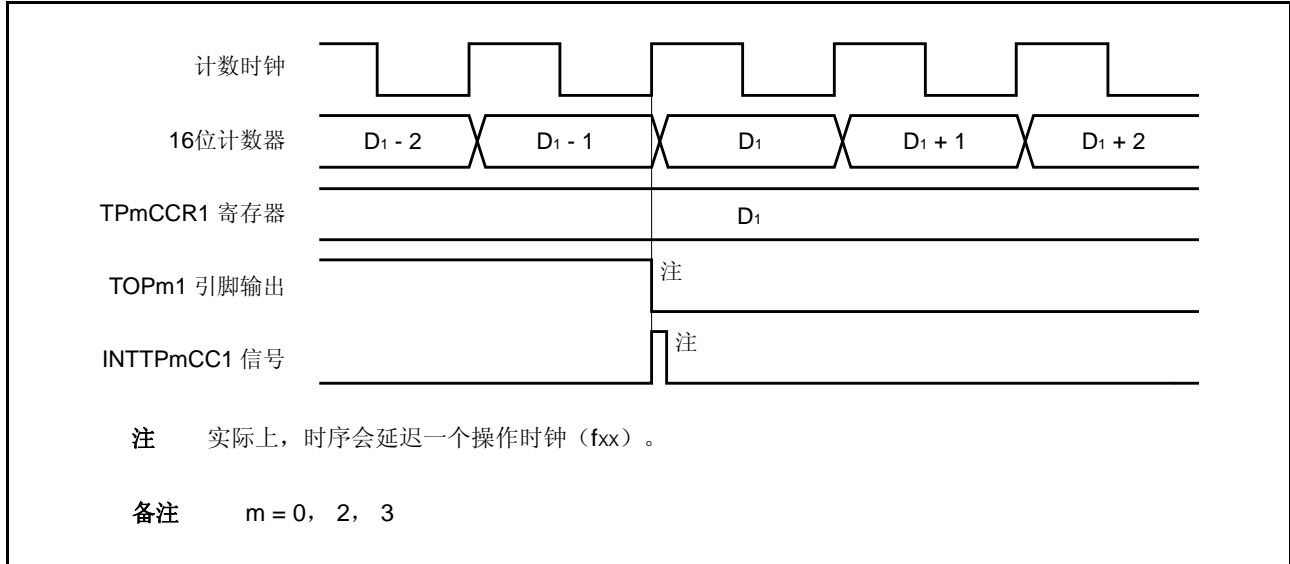 计数时钟
16位计数器 D1 - 2 D1 - 1 D1 D1 + 1 D1 + 2
TPmCCR1 寄存器 D1
TOPm1 引脚输出 注
INTTPmCC1 信号 注
注 实际上，时序会延迟一个操作时钟（fxx）。
备注 m = 0， 2， 3